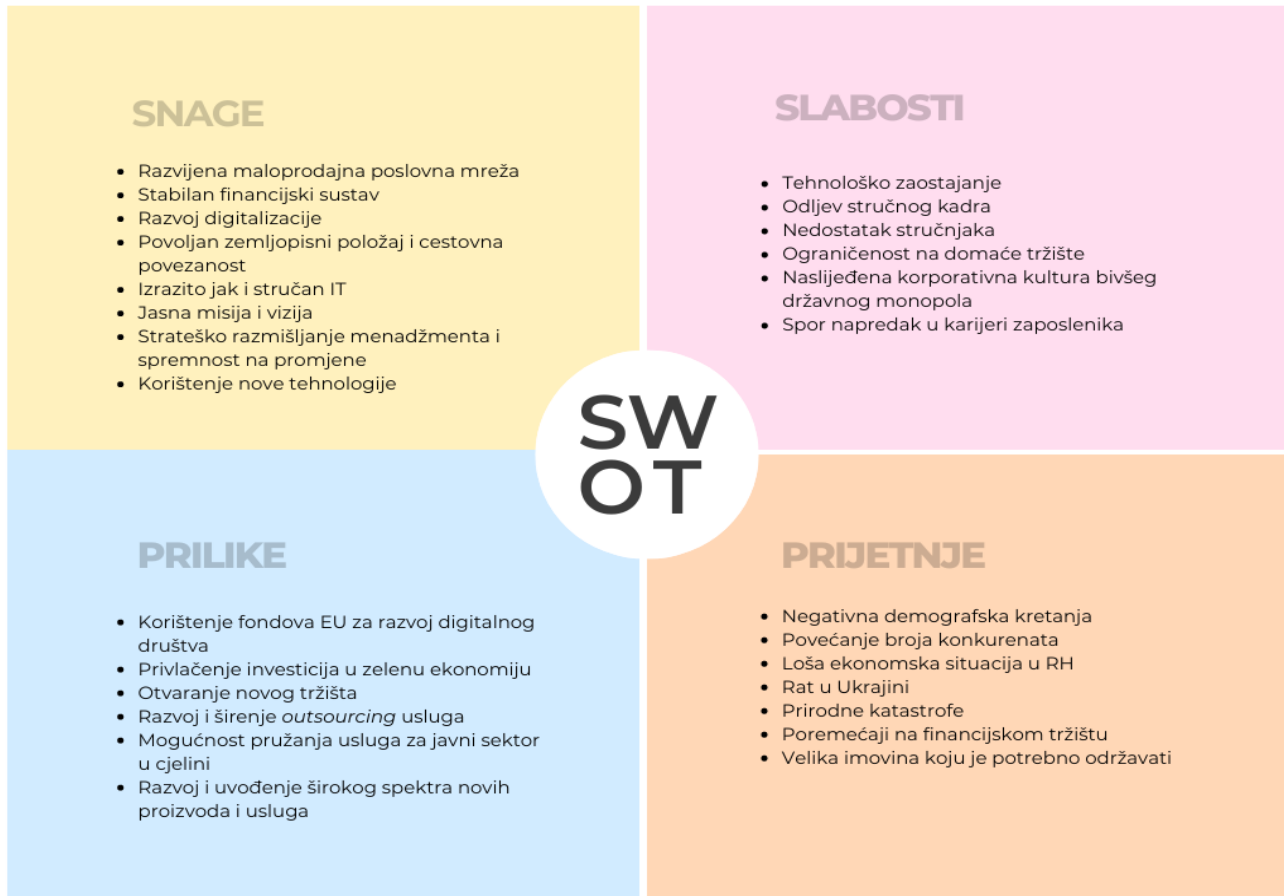 SNAGE
• Razvijena maloprodajna poslovna mreža
• Stabilan financijski sustav
• Razvoj digitalizacije
• Povoljan zemljopisni položaj i cestovna
povezanost
• Izrazito jak i stručan IT
• Jasna misija i vizija
• Strateško razmišljanje menadžmenta i
spremnost na promjene
• Korištenje nove tehnologije
SLABOSTI
• Tehnološko zaostajanje
• Odljev stručnog kadra
• Nedostatak stručnjaka
• Ograničenost na domaće tržište
• Naslijeđena korporativna kultura bivšeg
državnog monopola
• Spor napredak u karijeri zaposlenika
SW
OT
PRILIKE
• Korištenje fondova EU za razvoj digitalnog
društva
• Privlačenje investicija u zelenu ekonomiju
• Otvaranje novog tržišta
• Razvoj i širenje outsourcing usluga
• Mogućnost pružanja usluga za javni sektor
u cjelini
• Razvoj i uvođenje širokog spektra novih
proizvoda i usluga
PRIJETNJE
• Negativna demografska kretanja
• Povećanje broja konkurenata
• Loša ekonomska situacija u RH
• Rat u Ukrajini
• Prirodne katastrofe
• Poremećaji na financijskom tržištu
• Velika imovina koju je potrebno održavati